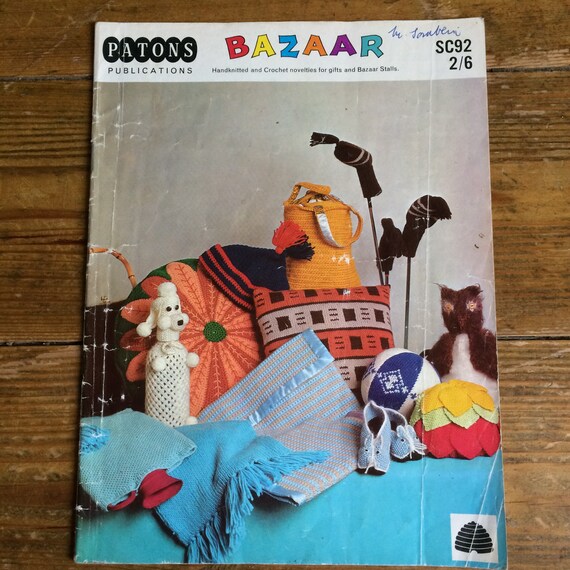 PATONS
PUBLICATIONS
BAZAAR
Handknitted and Crochet novelties for gifts and Bazaar Stalls.
SC92
2/6